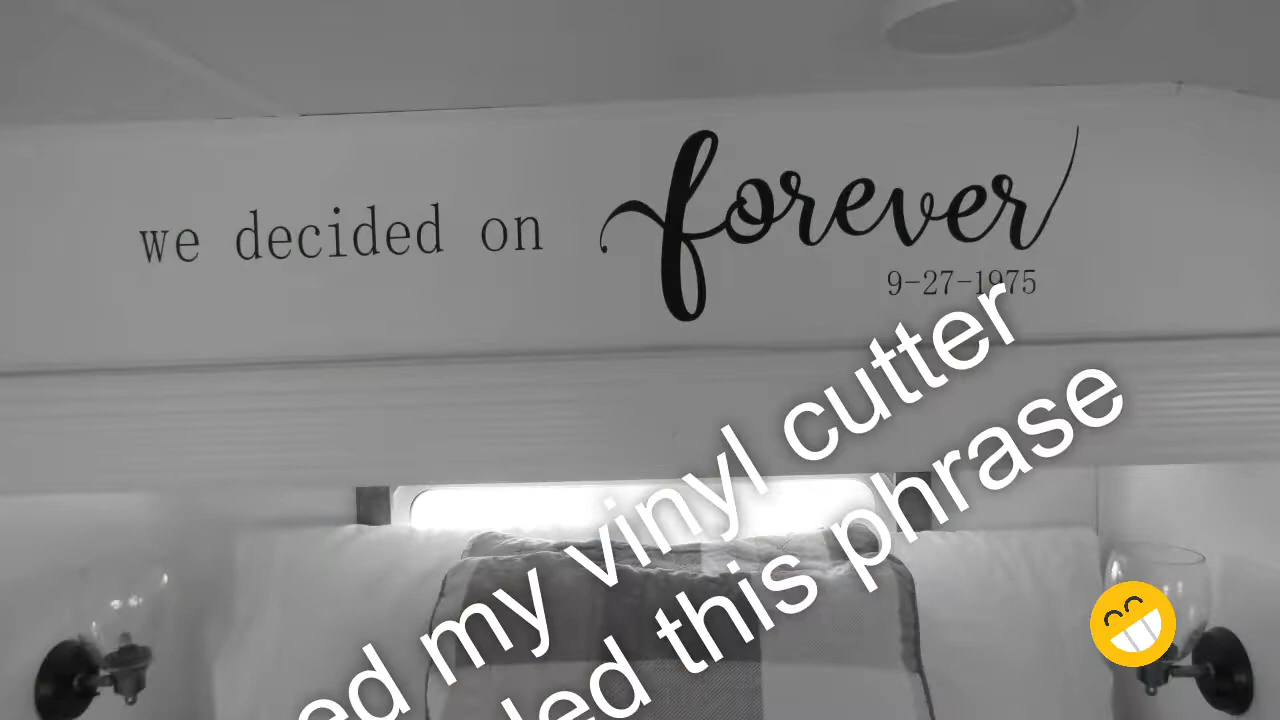 we decided on forever
9-27-1975
my vinyl cutter
this phrase